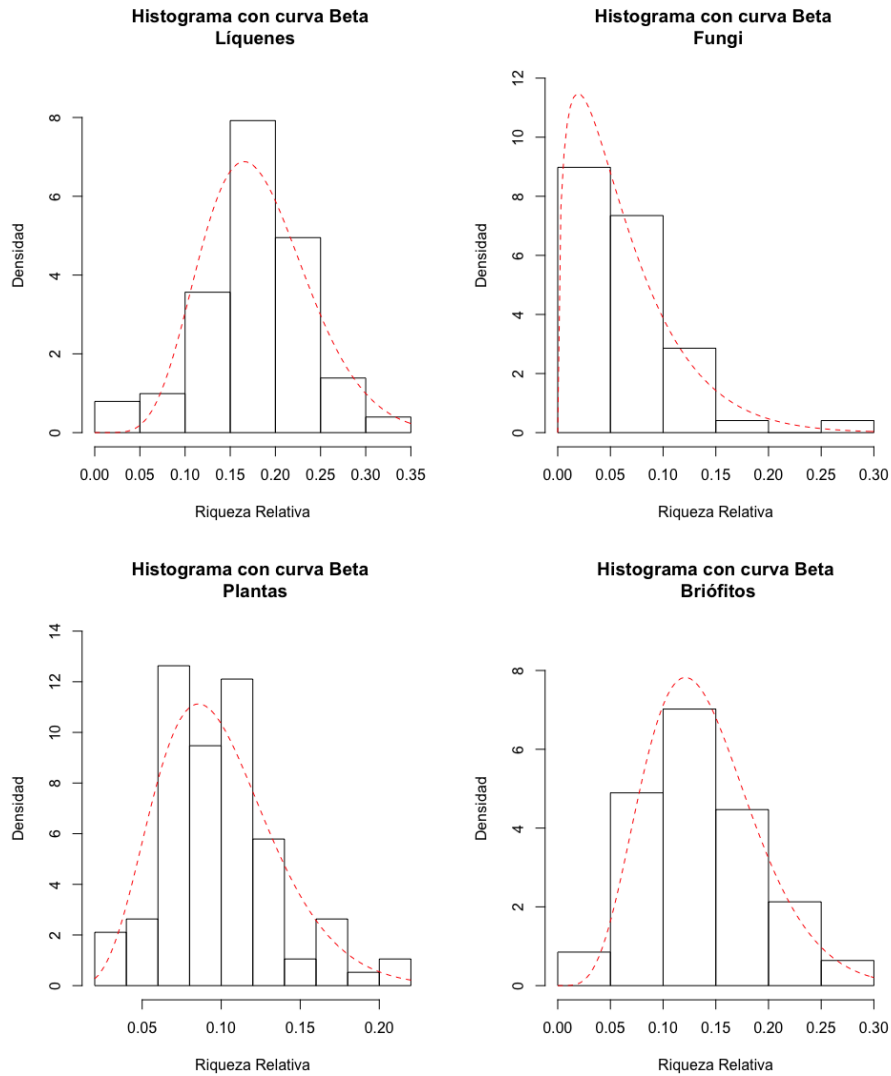 Histograma con curva Beta
Líquenes
Densidad
0 2 4 6 8
0.00 0.05 0.10 0.15 0.20 0.25 0.30 0.35
Riqueza Relativa
Histograma con curva Beta
Fungi
Densidad
0 2 4 6 8 10 12
0.00 0.05 0.10 0.15 0.20 0.25 0.30
Riqueza Relativa
Histograma con curva Beta
Plantas
Densidad
0 2 4 6 8 10 12 14
0.05 0.10 0.15 0.20
Riqueza Relativa
Histograma con curva Beta
Briófitos
Densidad
0 2 4 6 8
0.00 0.05 0.10 0.15 0.20 0.25 0.30
Riqueza Relativa